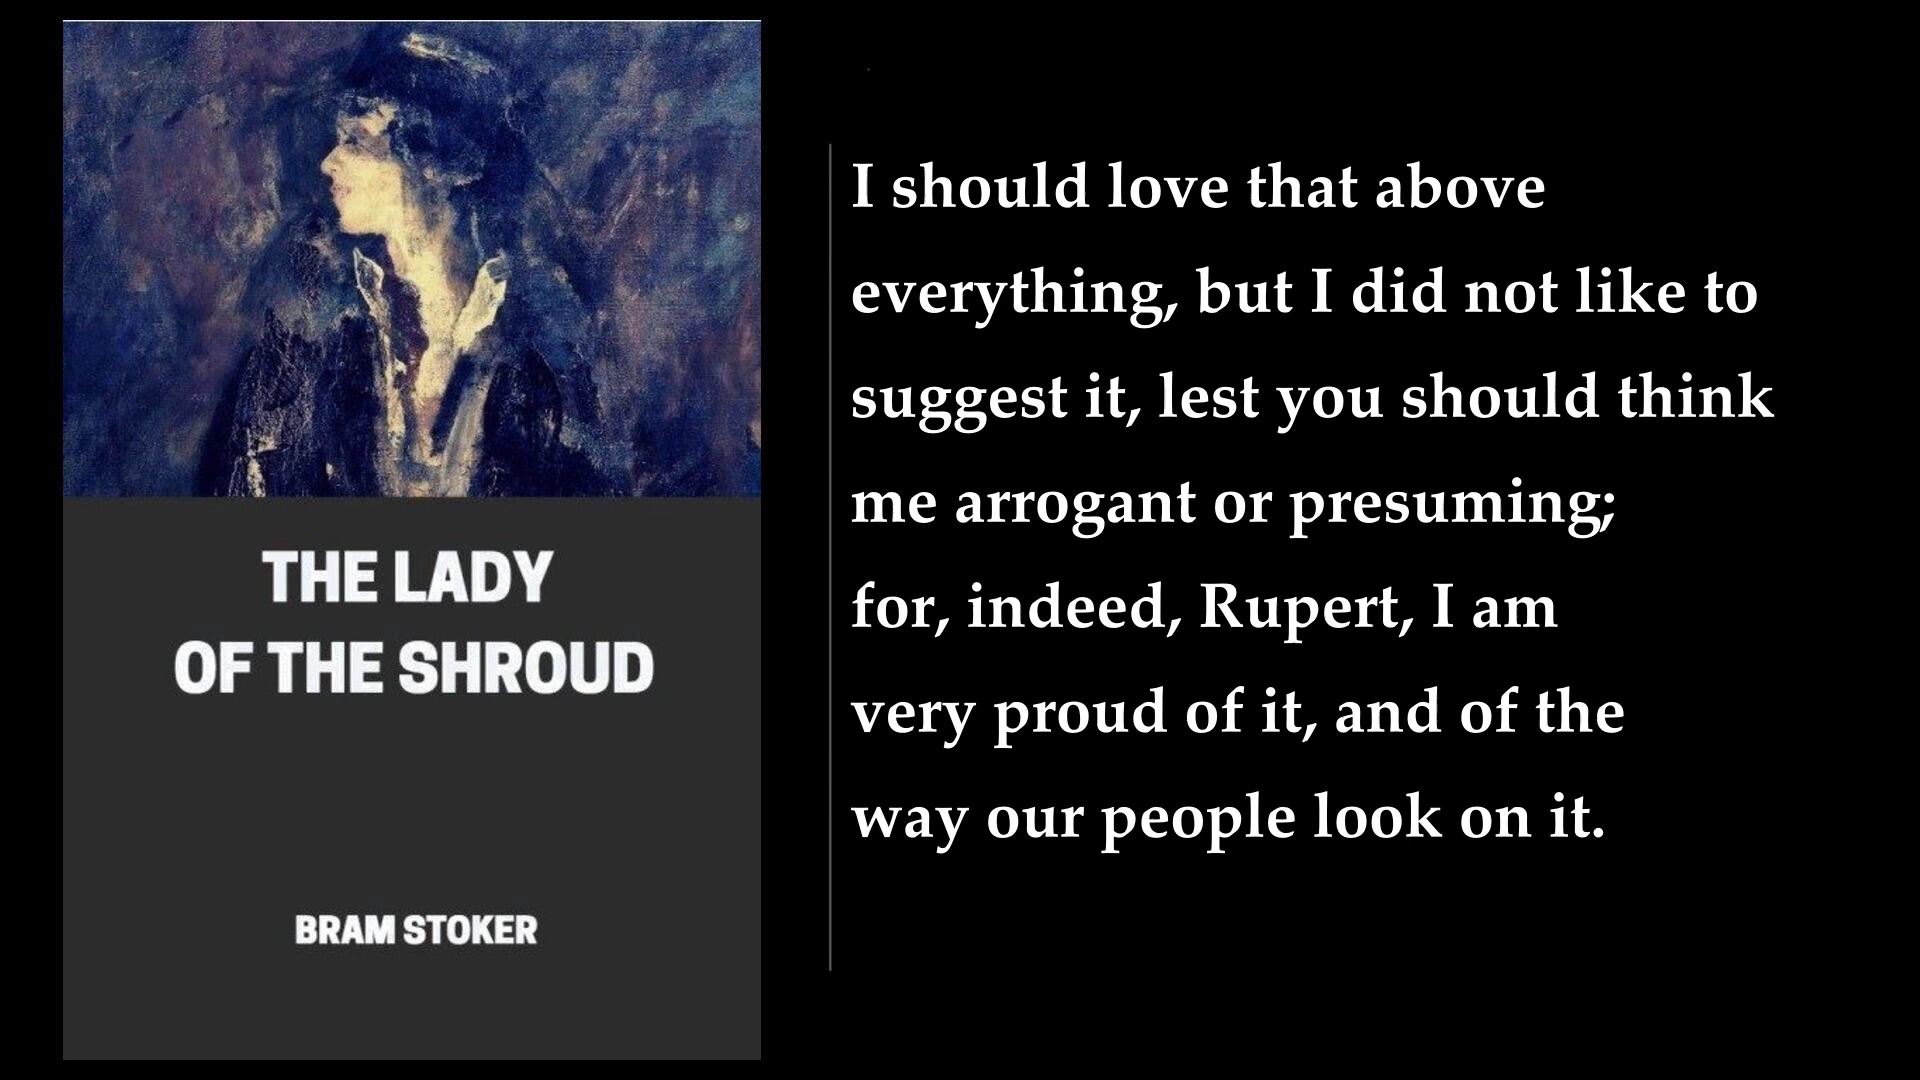 THE LADY
OF THE SHROUD
BRAM STOKER
I should love that above
everything, but I did not like to
suggest it, lest you should think
me arrogant or presuming;
for, indeed, Rupert, I am
very proud of it, and of the
way our people look on it.